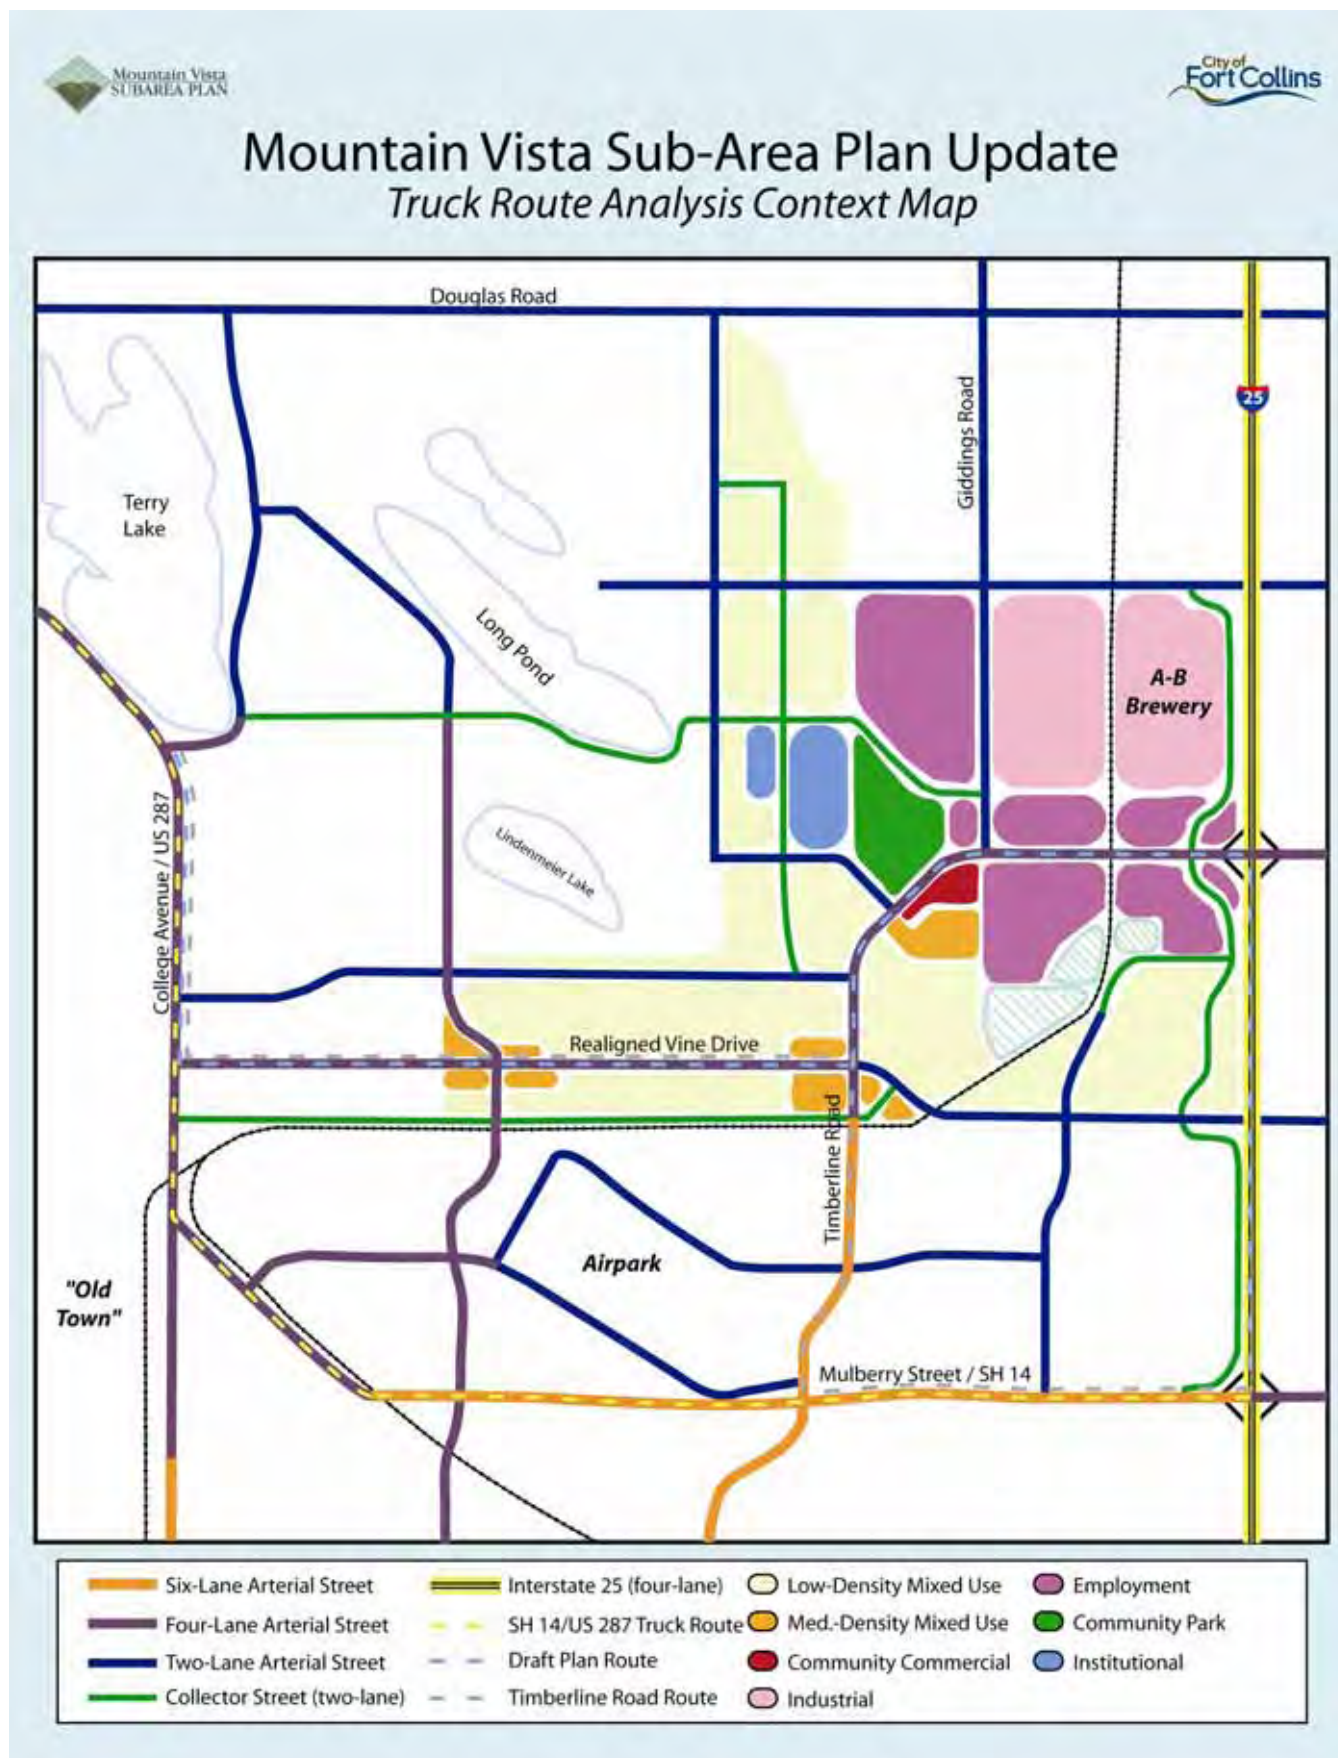 Mountain Vista
SUBAREA PLAN
City of
Fort Collins
Mountain Vista Sub-Area Plan Update
Truck Route Analysis Context Map
Douglas Road
Giddings Road
25
Terry
Lake
Long Pond
A-B
Brewery
College Avenue / US 287
Lindenmeier Lake
Realigned Vine Drive
Timberline Road
Airpark
"Old
Town"
Mulberry Street / SH 14
Six-Lane Arterial Street
Four-Lane Arterial Street
Two-Lane Arterial Street
Collector Street (two-lane)
Interstate 25 (four-lane)
SH 14/US 287 Truck Route
Draft Plan Route
Timberline Road Route
Low-Density Mixed Use
Med.-Density Mixed Use
Community Commercial
Industrial
Employment
Community Park
Institutional